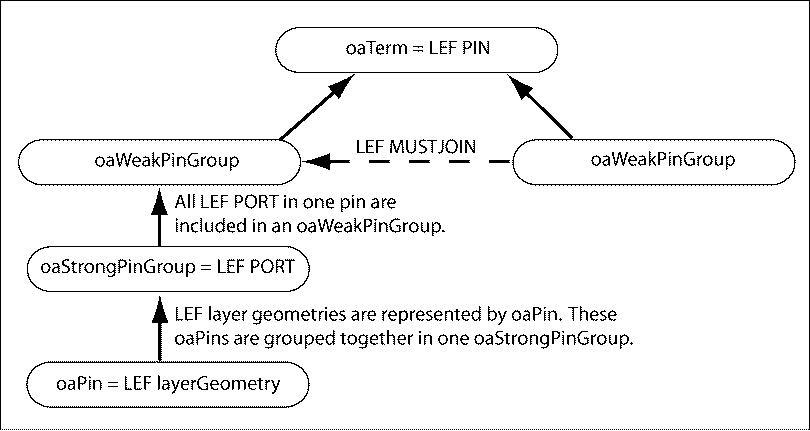 oaTerm = LEF PIN
oaWeakPinGroup
LEF MUSTJOIN
oaWeakPinGroup
All LEF PORT in one pin are
included in an oaWeakPinGroup.
oaStrongPinGroup = LEF PORT
LEF layer geometries are represented by oaPin. These
oaPins are grouped together in one oaStrongPinGroup.
oaPin = LEF layerGeometry